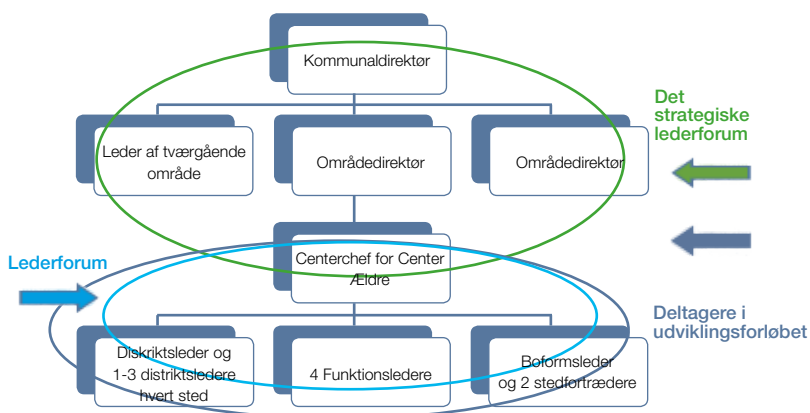 Kommunaldirektør
Det
strategiske
lederforum
Leder af tværgående
område
Områdedirektør
Områdedirektør
Centerchef for Center
Ældre
Lederforum
Deltagere i
udviklingsforløbet
Diskriktsleder og
1-3 distriktsledere
hvert sted
4 Funktionsledere
Boformsleder
og 2 stedfortrædere